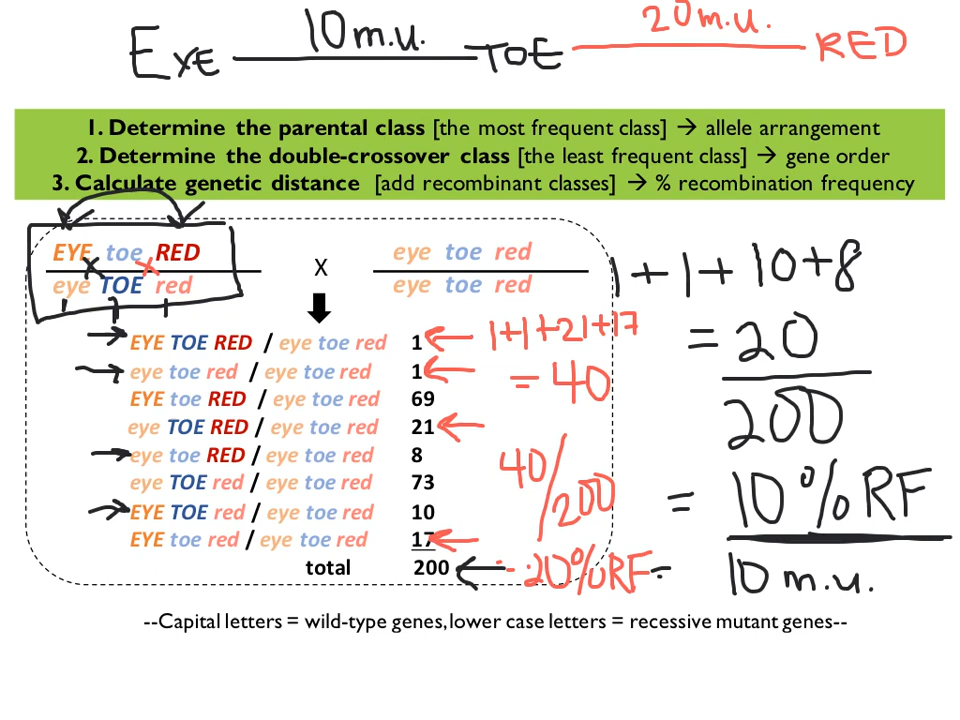 10 m.u. 20 m.u.
EYE TOE RED
1. Determine the parental class [the most frequent class] → allele arrangement
2. Determine the double-crossover class [the least frequent class] → gene order
3. Calculate genetic distance [add recombinant classes] → % recombination frequency
EYE toe RED X eye toe red
eye TOE red eye toe red
EYE TOE RED / eye toe red 1
eye toe red / eye toe red 1
EYE toe RED / eye toe red 69
eye TOE RED / eye toe red 21
eye toe RED / eye toe red 8
eye TOE red / eye toe red 73
EYE TOE red / eye toe red 10
EYE toe red / eye toe red 17
total 200
1+1+21+17
= 40
40/200
= 20% RF =
1+1+10+8
= 20
200
= 10% RF
10 m.u.
--Capital letters = wild-type genes, lower case letters = recessive mutant genes--